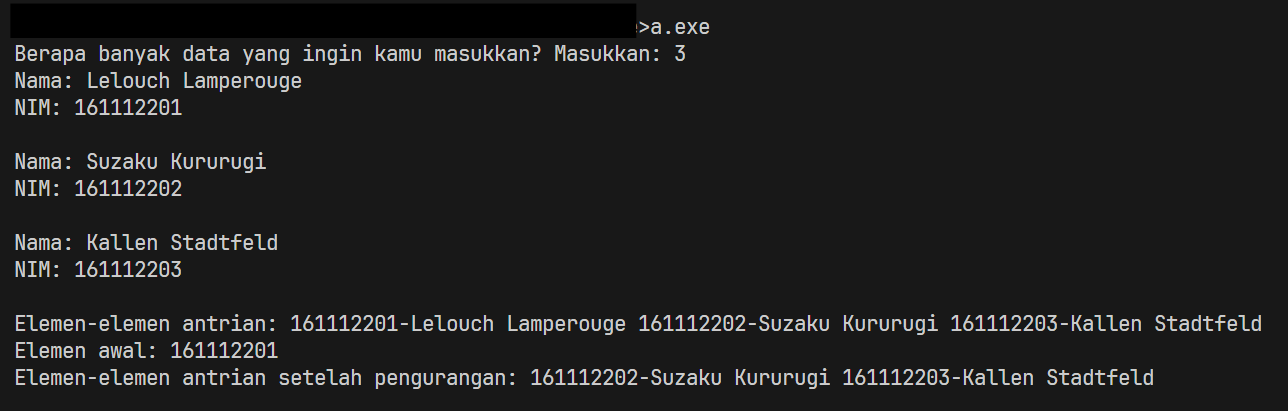 >a.exe
Berapa banyak data yang ingin kamu masukkan? Masukkan: 3
Nama: Lelouch Lamperouge
NIM: 161112201
Nama: Suzaku Kururugi
NIM: 161112202
Nama: Kallen Stadtfeld
NIM: 161112203
Elemen-elemen antrian: 161112201-Lelouch Lamperouge 161112202-Suzaku Kururugi 161112203-Kallen Stadtfeld
Elemen awal: 161112201
Elemen-elemen antrian setelah pengurangan: 161112202-Suzaku Kururugi 161112203-Kallen Stadtfeld